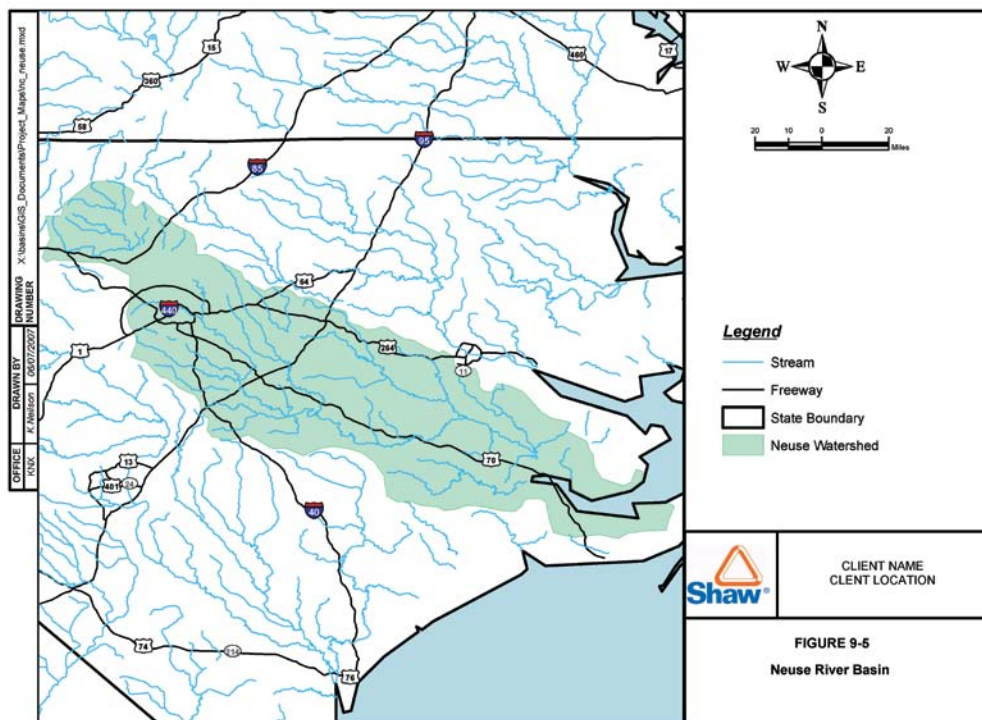 X:\basins\GIS_Documents\Project_Maps\nc_neuse.mxd
DRAWING
NUMBER
DRAWN BY
K.Neilson 06/07/2007
OFFICE
KNX
15
360
58
460
17
85
95
64
440
1
264
11
13
401
24
70
40
74
214
76
N
W E
S
20 10 0 20
Miles
Legend
Stream
Freeway
State Boundary
Neuse Watershed
Shaw®
CLIENT NAME
CLENT LOCATION
FIGURE 9-5
Neuse River Basin